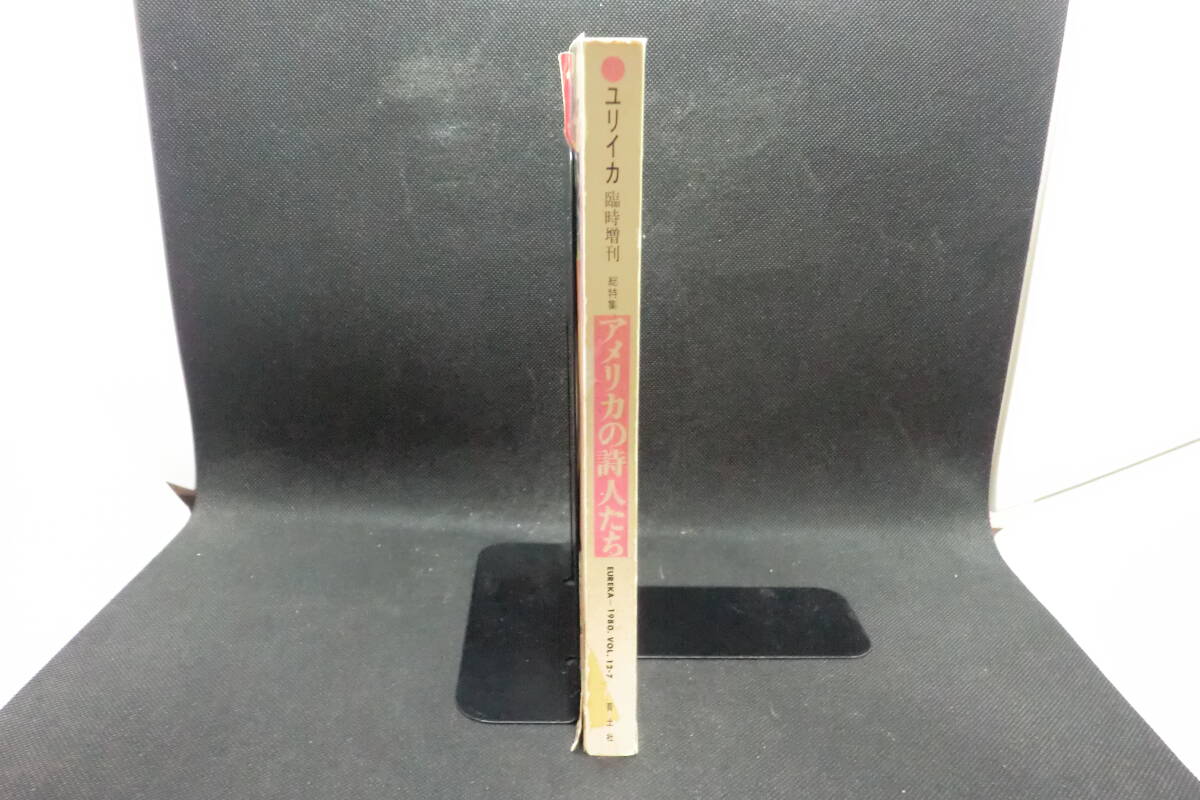 ユリイカ 臨時増刊
総特集
アメリカの詩人たち
EUREKA—1980. VOL. 12-7
青土社